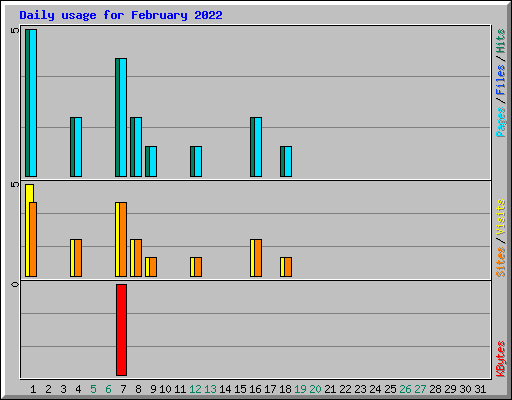 Daily usage for February 2022
5
Pages / Files / Hits
5
Sites / Visits
0
KBytes
1 2 3 4 5 6 7 8 9 10 11 12 13 14 15 16 17 18 19 20 21 22 23 24 25 26 27 28 29 30 31